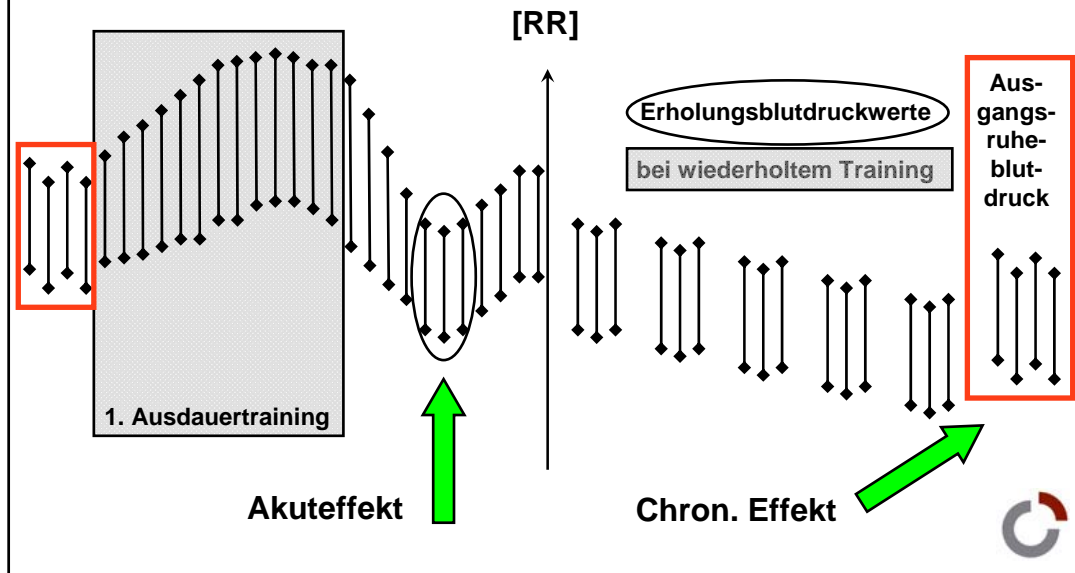 [RR]
Erholungsblutdruckwerte
bei wiederholtem Training
Aus-
gangs-
ruhe-
blut-
druck
1. Ausdauertraining
Akuteffekt
Chron. Effekt